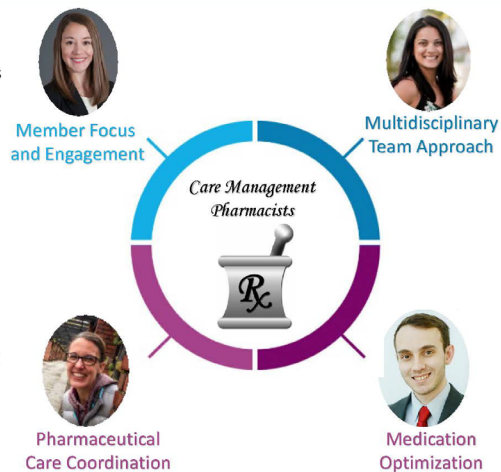 s
Member Focus
and Engagement
Multidisciplinary
Team Approach
Care Management
Pharmacists
Rx
Pharmaceutical
Care Coordination
Medication
Optimization